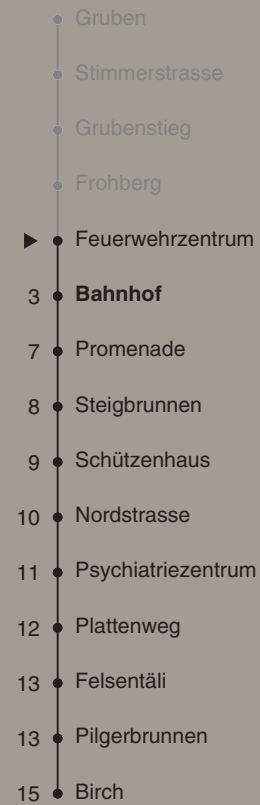 Gruben
Stimmerstrasse
Grubenstieg
Frohberg
Feuerwehrzentrum
3 Bahnhof
7 Promenade
8 Steigbrunnen
9 Schützenhaus
10 Nordstrasse
11 Psychiatriezentrum
12 Plattenweg
13 Felsentäli
13 Pilgerbrunnen
15 Birch